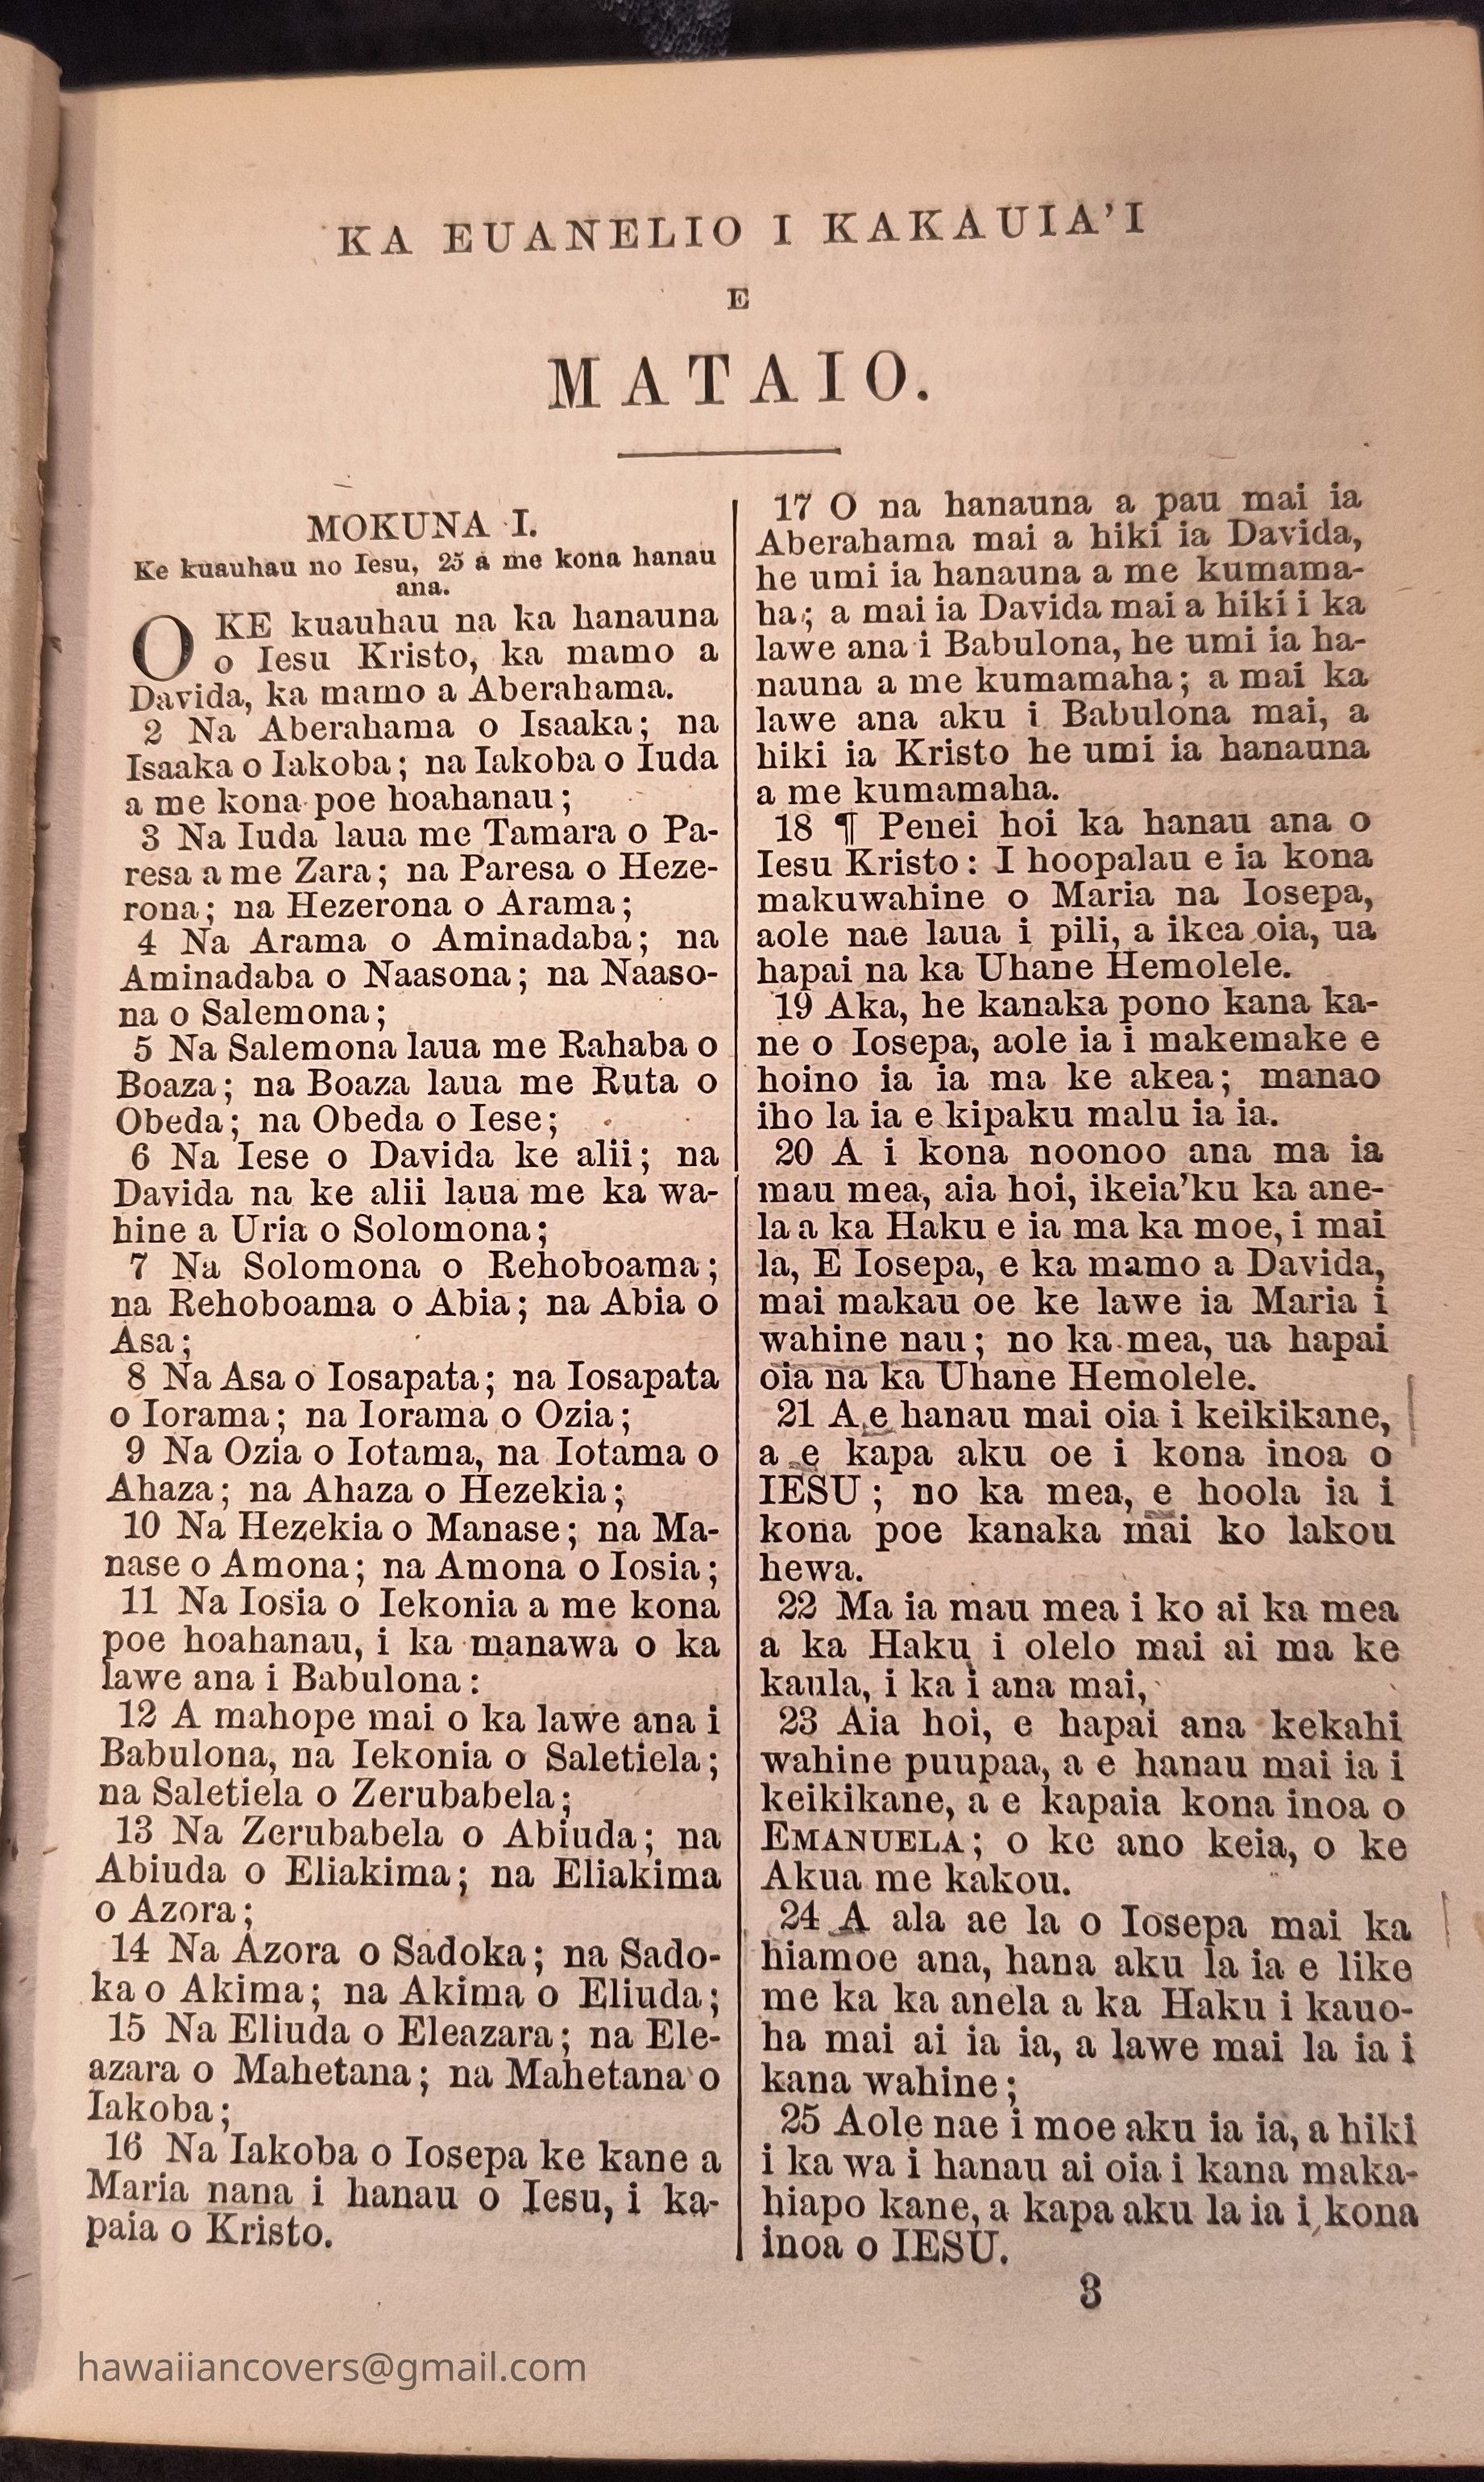 KA EUANELIO I KAKAUIA'I
E
MATAIO.
MOKUNA I.
Ke kuauhau no Iesu, 25 a me kona hanau
ana.
O KE kuauhau na ka hanauna
o Iesu Kristo, ka mamo a
Davida, ka mamo a Aberahama.
2 Na Aberahama o Isaaka; na
Isaaka o Iakoba; na Iakoba o Iuda
a me kona poe hoahanau;
3 Na Iuda laua me Tamara o Pa-
resa a me Zara; na Paresa o Heze-
rona; na Hezerona o Arama;
4 Na Arama o Aminadaba; na
Aminadaba o Naasona; na Naaso-
na o Salemona;
5 Na Salemona laua me Rahaba o
Boaza; na Boaza laua me Ruta o
Obeda; na Obeda o Iese;
6 Na Iese o Davida ke alii; na
Davida na ke alii laua me ka wa-
hine a Uria o Solomona;
7 Na Solomona o Rehoboama;
na Rehoboama o Abia; na Abia o
Asa;
8 Na Asa o Iosapata; na Iosapata
o Iorama; na Iorama o Ozia;
9 Na Ozia o Iotama, na Iotama o
Ahaza; na Ahaza o Hezekia;
10 Na Hezekia o Manase; na Ma-
nase o Amona; na Amona o Iosia;
11 Na Iosia o Iekonia a me kona
poe hoahanau, i ka manawa o ka
lawe ana i Babulona:
12 A mahope mai o ka lawe ana i
Babulona, na Iekonia o Saletiela;
na Saletiela o Zerubabela;
13 Na Zerubabela o Abiuda; na
Abiuda o Eliakima; na Eliakima
o Azora;
14 Na Azora o Sadoka; na Sado-
ka o Akima; na Akima o Eliuda;
15 Na Eliuda o Eleazara; na Ele-
azara o Mahetana; na Mahetana o
Iakoba;
16 Na Iakoba o Iosepa ke kane a
Maria nana i hanau o Iesu, i ka-
paia o Kristo.
17 O na hanauna a pau mai ia
Aberahama mai a hiki ia Davida,
he umi ia hanauna a me kumama-
ha; a mai ia Davida mai a hiki i ka
lawe ana i Babulona, he umi ia ha-
nauna a me kumamaha; a mai ka
lawe ana aku i Babulona mai, a
hiki ia Kristo he umi ia hanauna
a me kumamaha.
18 ¶ Penei hoi ka hanau ana o
Iesu Kristo: I hoopalau e ia kona
makuwahine o Maria na Iosepa,
aole nae laua i pili, a ikea oia, ua
hapai na ka Uhane Hemolele.
19 Aka, he kanaka pono kana ka-
ne o Iosepa, aole ia i makemake e
hoino ia ia ma ke akea; manao
iho la ia e kipaku malu ia ia.
20 A i kona noonoo ana ma ia
mau mea, aia hoi, ikeia'ku ka ane-
la a ka Haku e ia ma ka moe, i mai
la, E Iosepa, e ka mamo a Davida,
mai makau oe ke lawe ia Maria i
wahine nau; no ka mea, ua hapai
oia na ka Uhane Hemolele.
21 A e hanau mai oia i keikikane,
a e kapa aku oe i kona inoa o
IESU; no ka mea, e hoola ia i
kona poe kanaka mai ko lakou
hewa.
22 Ma ia mau mea i ko ai ka mea
a ka Haku i olelo mai ai ma ke
kaula, i ka i ana mai,
23 Aia hoi, e hapai ana kekahi
wahine puupaa, a e hanau mai ia i
keikikane, a e kapaia kona inoa o
EMANUELA; o ke ano keia, o ke
Akua me kakou.
24 A ala ae la o Iosepa mai ka
hiamoe ana, hana aku la ia e like
me ka ka anela a ka Haku i kauo-
ha mai ai ia ia, a lawe mai la ia i
kana wahine;
25 Aole nae i moe aku ia ia, a hiki
i ka wa i hanau ai oia i kana maka-
hiapo kane, a kapa aku la ia i kona
inoa o IESU.
3
hawaiiancovers@gmail.com